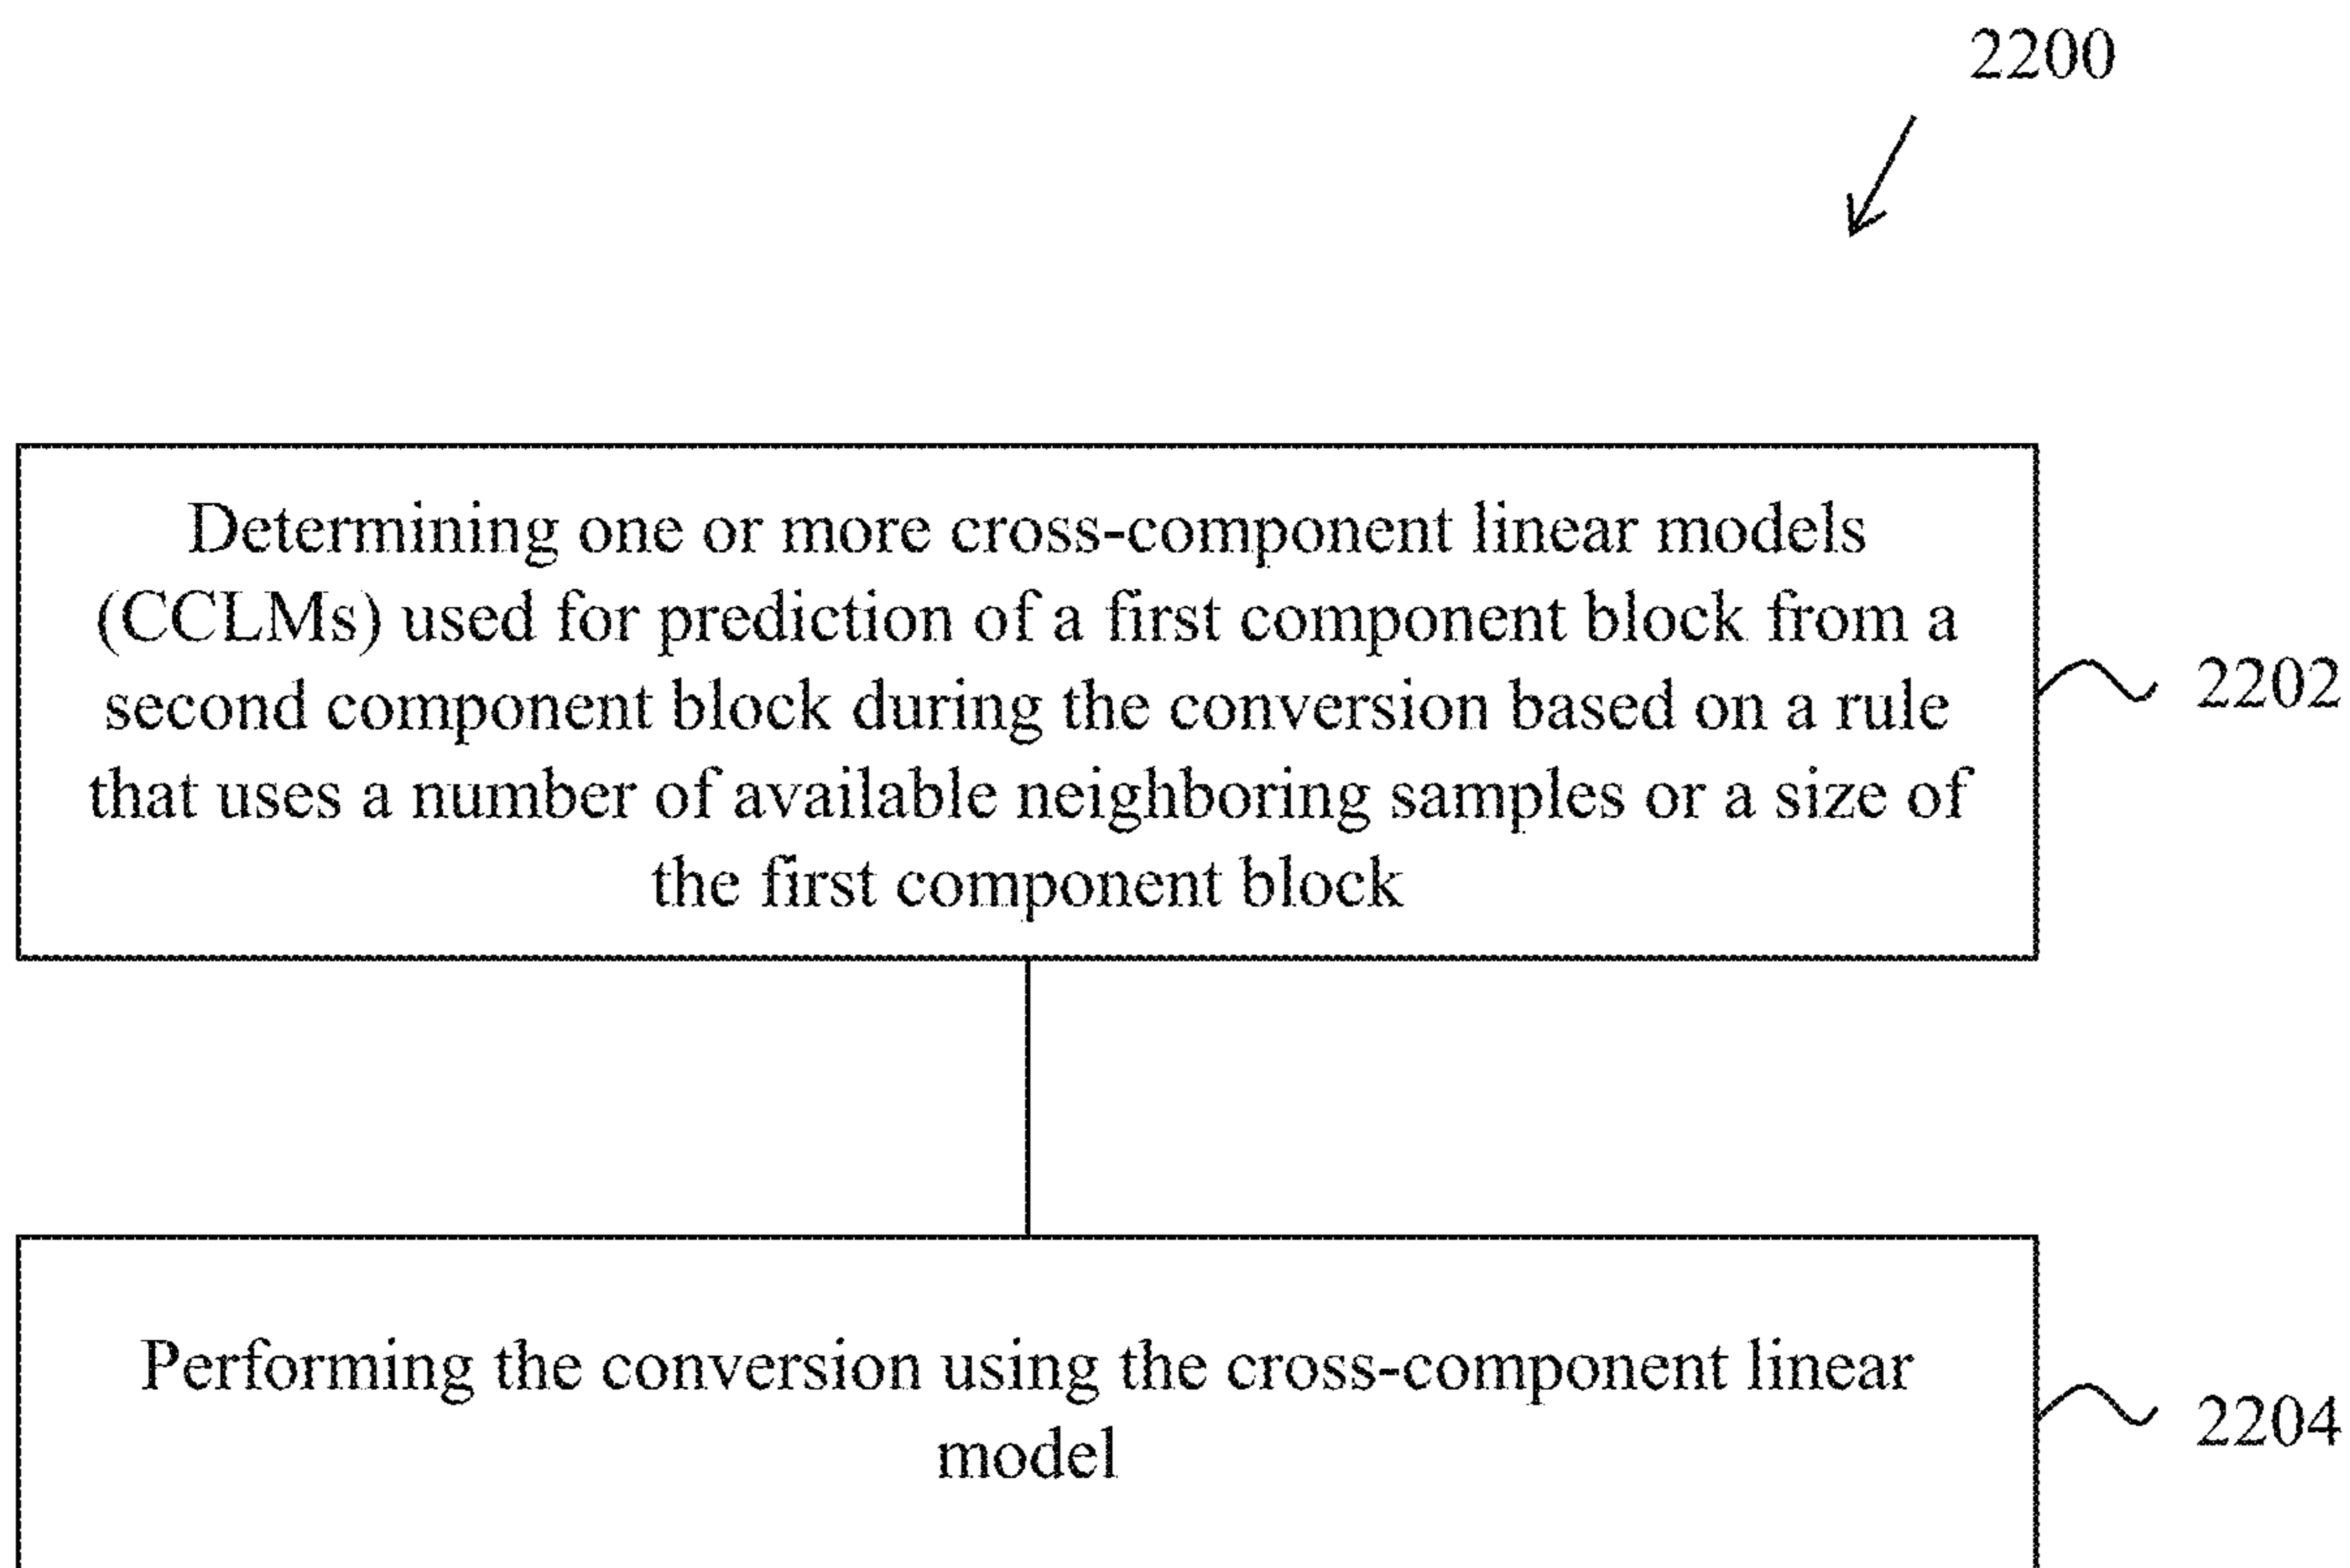 2200
Determining one or more cross-component linear models
(CCLMs) used for prediction of a first component block from a
second component block during the conversion based on a rule
that uses a number of available neighboring samples or a size of
the first component block
2202
Performing the conversion using the cross-component linear
model
2204